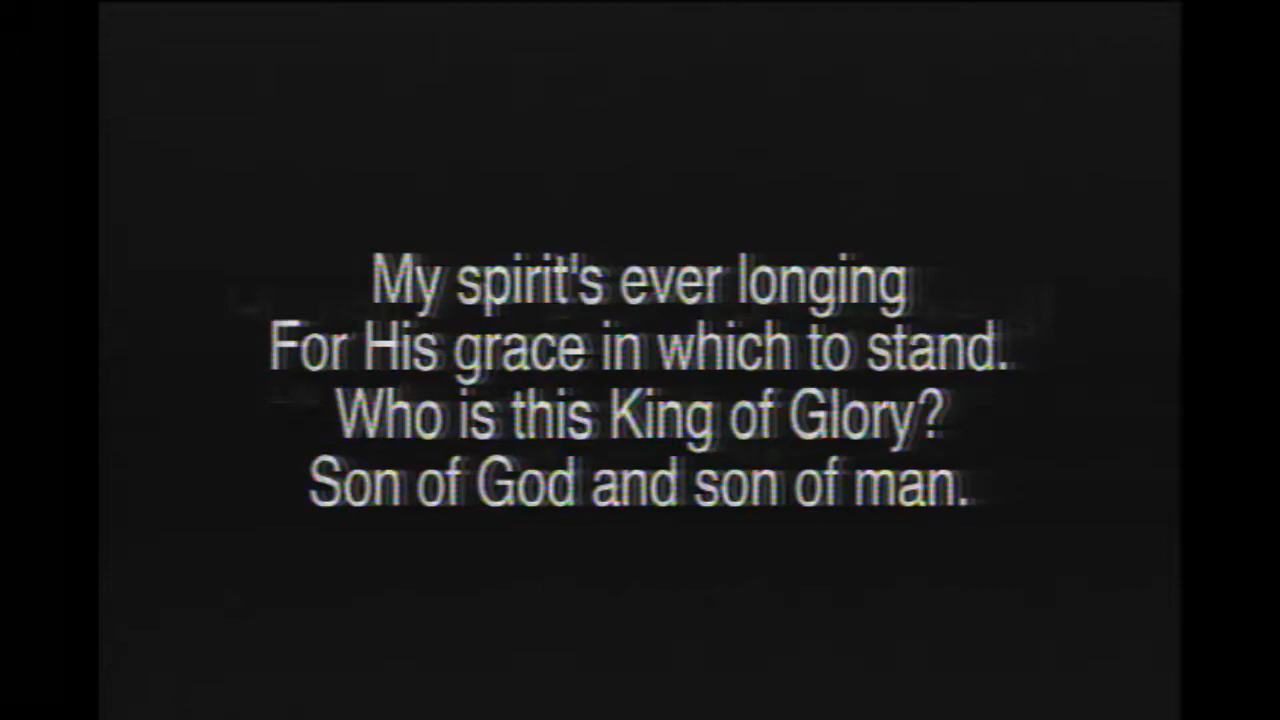 My spirit's ever longing
For His grace in which to stand.
Who is this King of Glory?
Son of God and son of man.